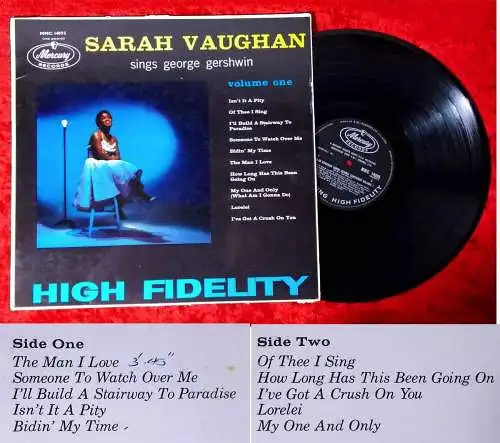 MMC 14021
Mercury
RECORDS
SARAH VAUGHAN
sings george gershwin
volume one
Isn't It A Pity
Of Thee I Sing
I'll Build A Stairway To
Paradise
Someone To Watch Over Me
Bidin' My Time
The Man I Love
How Long Has This Been
Going On
My One And Only
(What Am I Gonna Do)
Lorelei
I've Got A Crush On You
HIGH FIDELITY
Mercury
RECORDS
HIGH FIDELITY
Side One
The Man I Love 3'.45"
Someone To Watch Over Me
I'll Build A Stairway To Paradise
Isn't It A Pity
Bidin' My Time
Side Two
Of Thee I Sing
How Long Has This Been Going On
I've Got A Crush On You
Lorelei
My One And Only